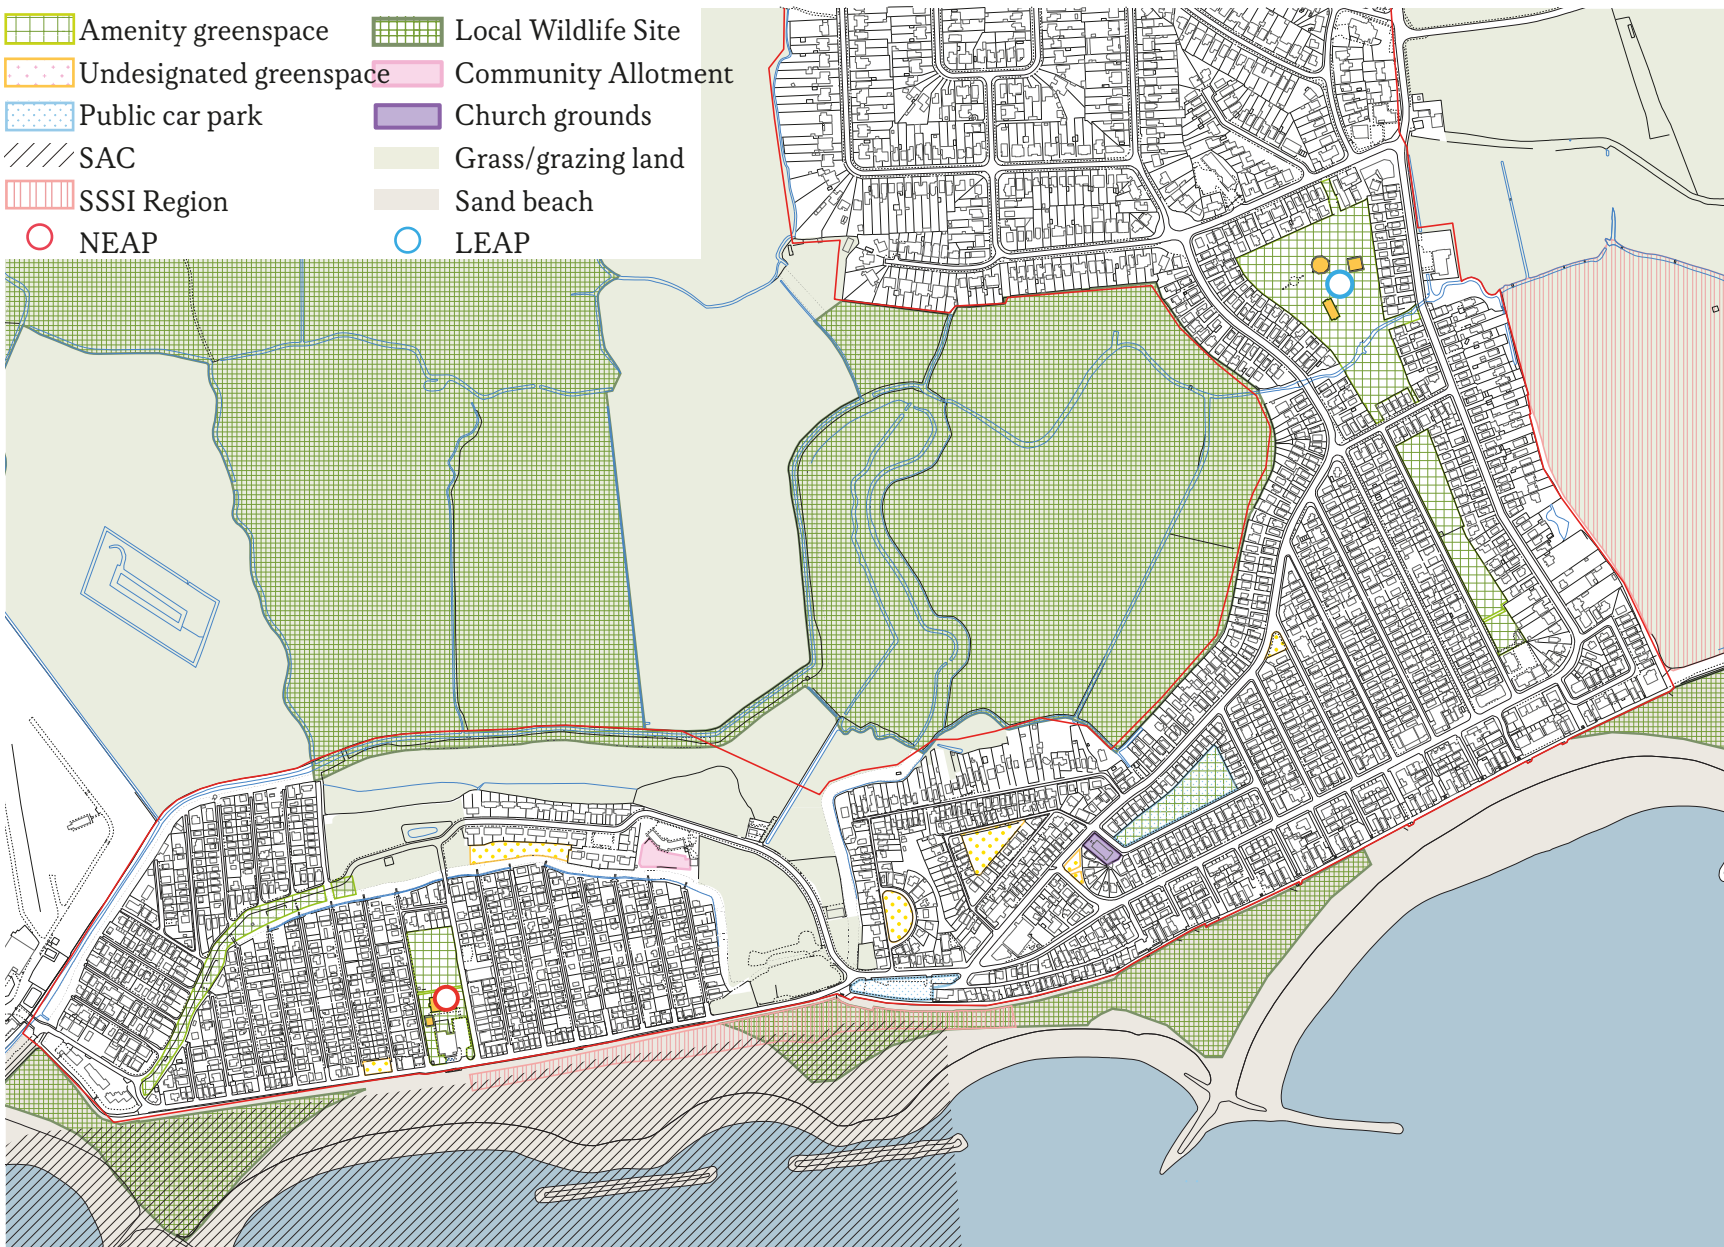 Amenity greenspace
Undesignated greenspace
Public car park
SAC
SSSI Region
NEAP
Local Wildlife Site
Community Allotment
Church grounds
Grass/grazing land
Sand beach
LEAP